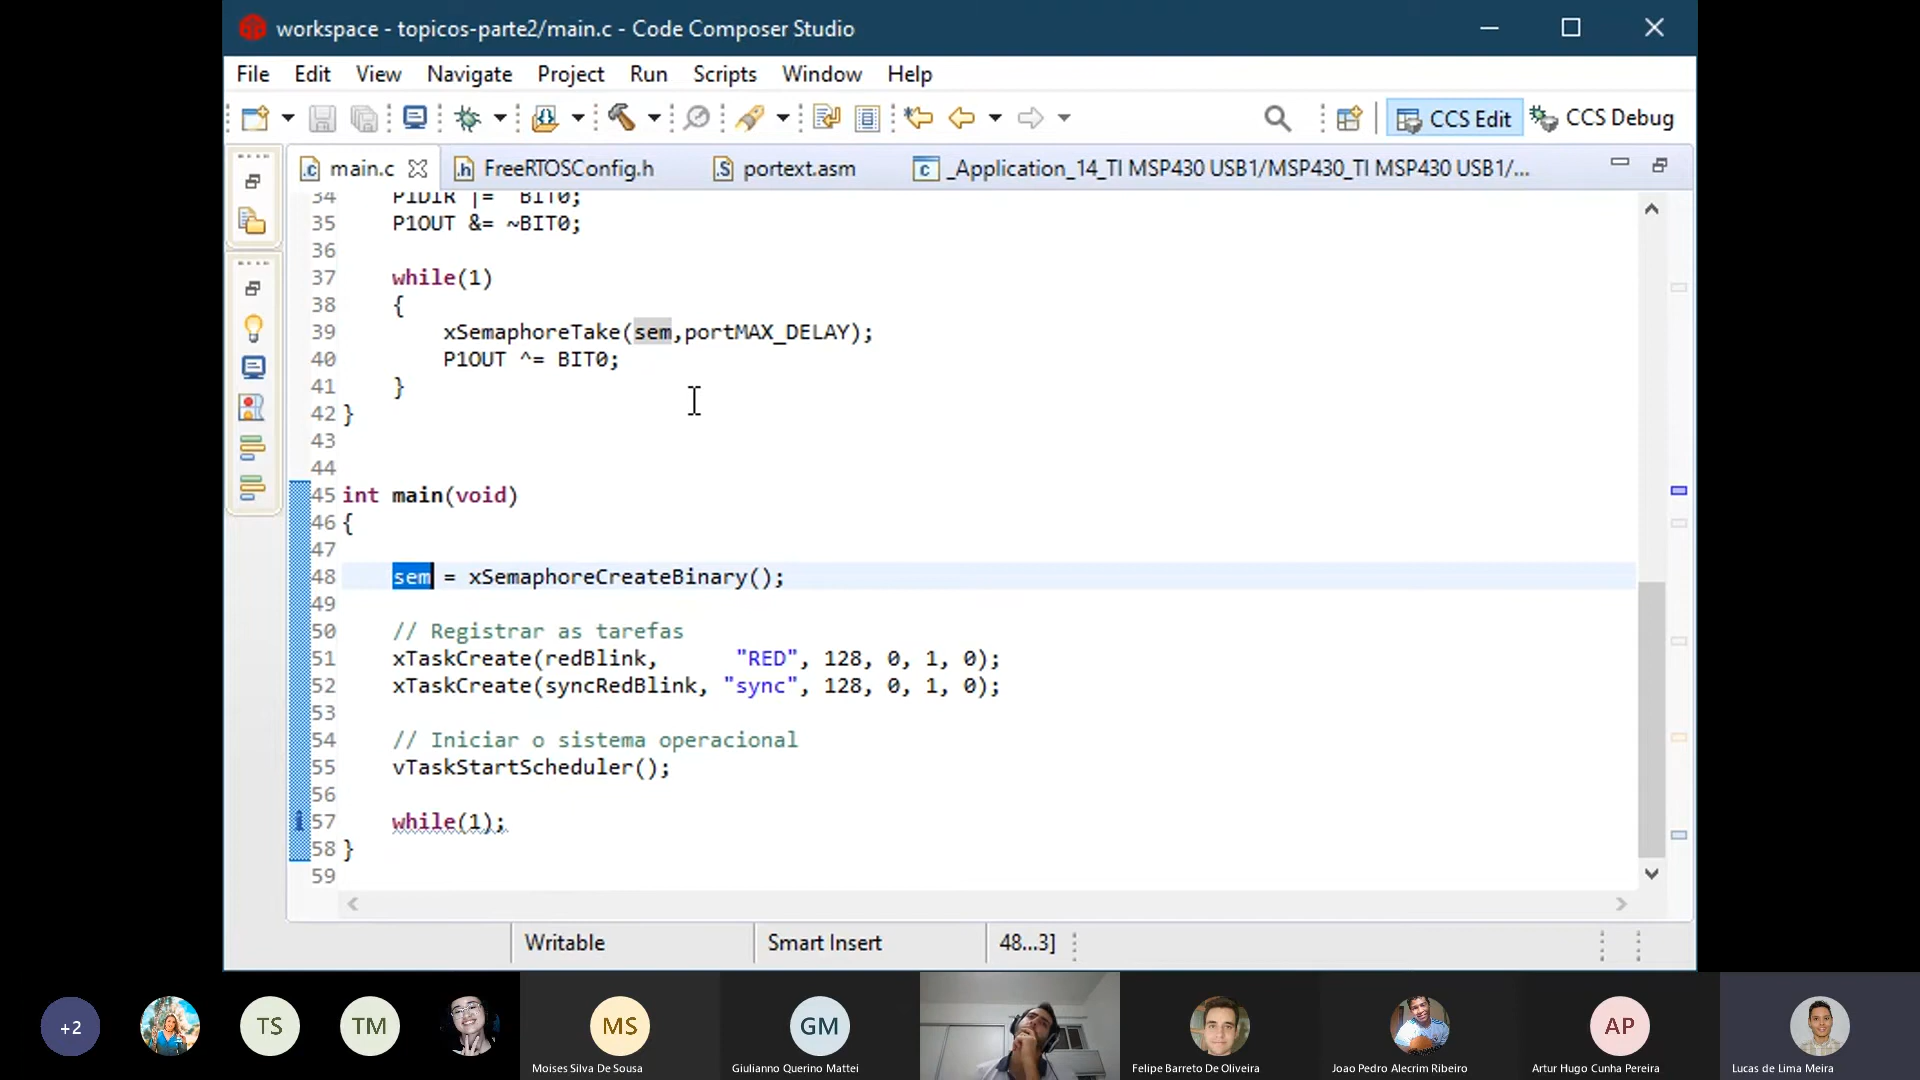 workspace - topicos-parte2/main.c - Code Composer Studio
File Edit View Navigate Project Run Scripts Window Help
CCS Edit CCS Debug
main.c FreeRTOSConfig.h portext.asm _Application_14_TI MSP430 USB1/MSP430_TI MSP430 USB1/...
34 P1DIR |= BIT0;
35 P1OUT &= ~BIT0;
36
37 while(1)
38 {
39 xSemaphoreTake(sem,portMAX_DELAY);
40 P1OUT ^= BIT0;
41 }
42 }
43
44
45 int main(void)
46 {
47
48 sem = xSemaphoreCreateBinary();
49
50 // Registrar as tarefas
51 xTaskCreate(redBlink, "RED", 128, 0, 1, 0);
52 xTaskCreate(syncRedBlink, "sync", 128, 0, 1, 0);
53
54 // Iniciar o sistema operacional
55 vTaskStartScheduler();
56
57 while(1);
58 }
59
Writable Smart Insert 48...3]
+2 TS TM MS GM AP
Moises Silva De Sousa Giulianno Querino Mattei Felipe Barreto De Oliveira Joao Pedro Alecrim Ribeiro Artur Hugo Cunha Pereira Lucas de Lima Meira